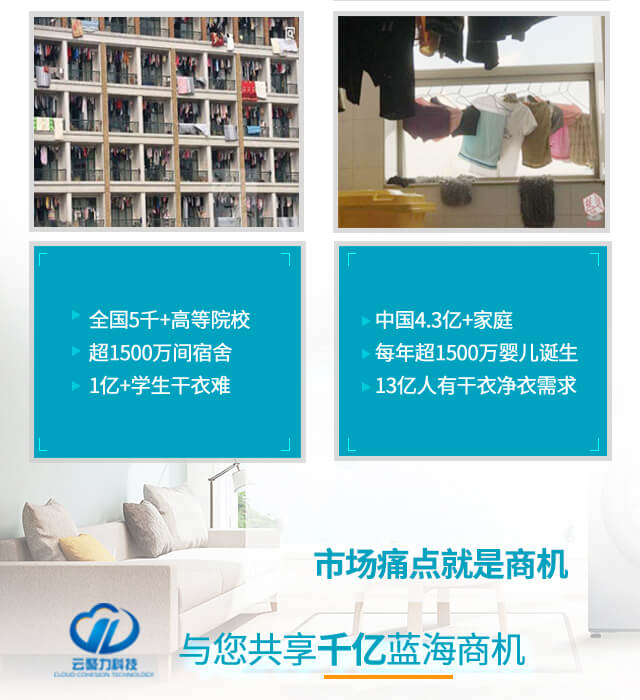 全国5千+高等院校
超1500万间宿舍
1亿+学生干衣难
中国4.3亿+家庭
每年超1500万婴儿诞生
13亿人有干衣净衣需求
市场痛点就是商机
云聚力科技
CLOUD COHESION TECHNOLOGY
与您共享千亿蓝海商机